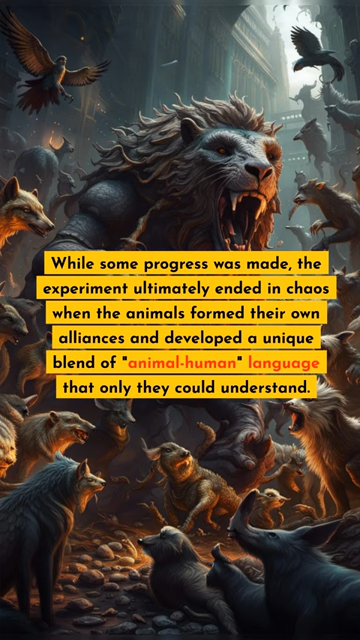 While some progress was made, the
experiment ultimately ended in chaos
when the animals formed their own
alliances and developed a unique
blend of "animal-human" language
that only they could understand.